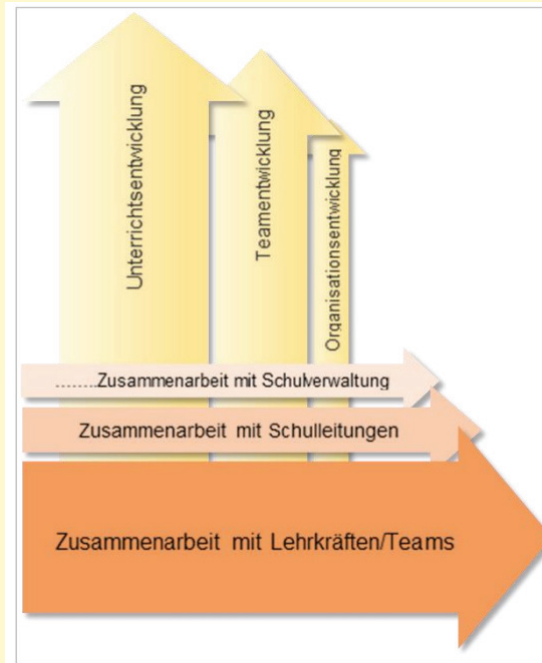 Unterrichtsentwicklung
Teamentwicklung
Organisationsentwicklung
........Zusammenarbeit mit Schulverwaltung
Zusammenarbeit mit Schulleitungen
Zusammenarbeit mit Lehrkräften/Teams